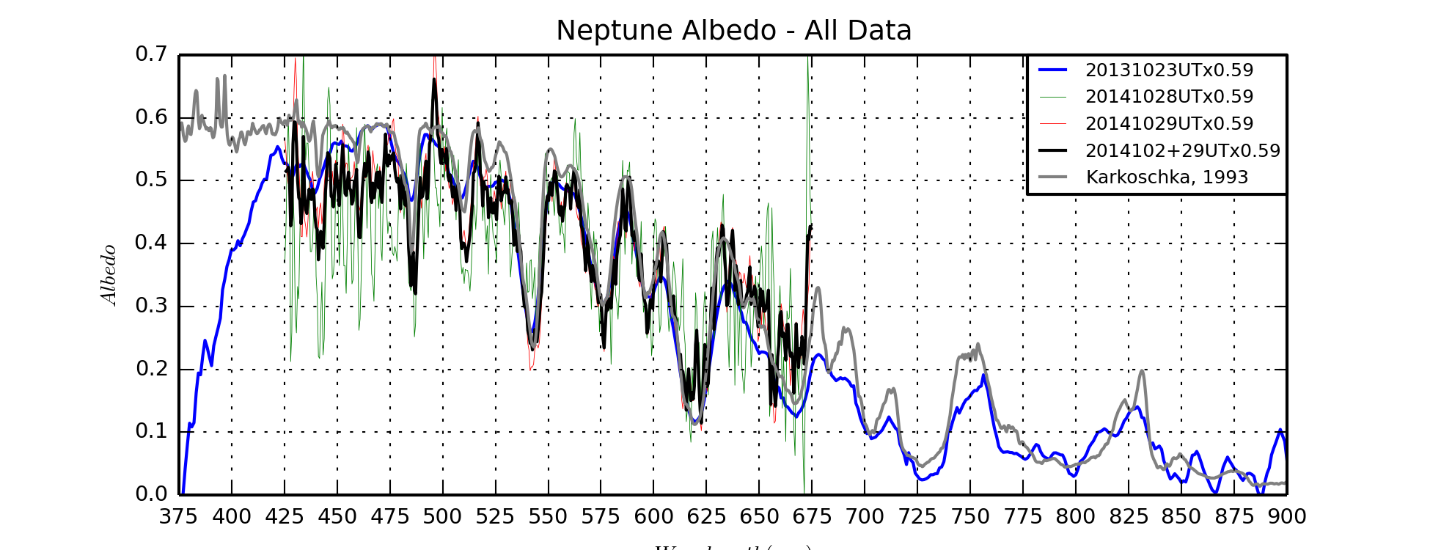 Neptune Albedo - All Data
0.7
0.6
0.5
0.4
0.3
0.2
0.1
0.0
Albedo
20131023UTx0.59
20141028UTx0.59
20141029UTx0.59
2014102+29UTx0.59
Karkoschka, 1993
375 400 425 450 475 500 525 550 575 600 625 650 675 700 725 750 775 800 825 850 875 900